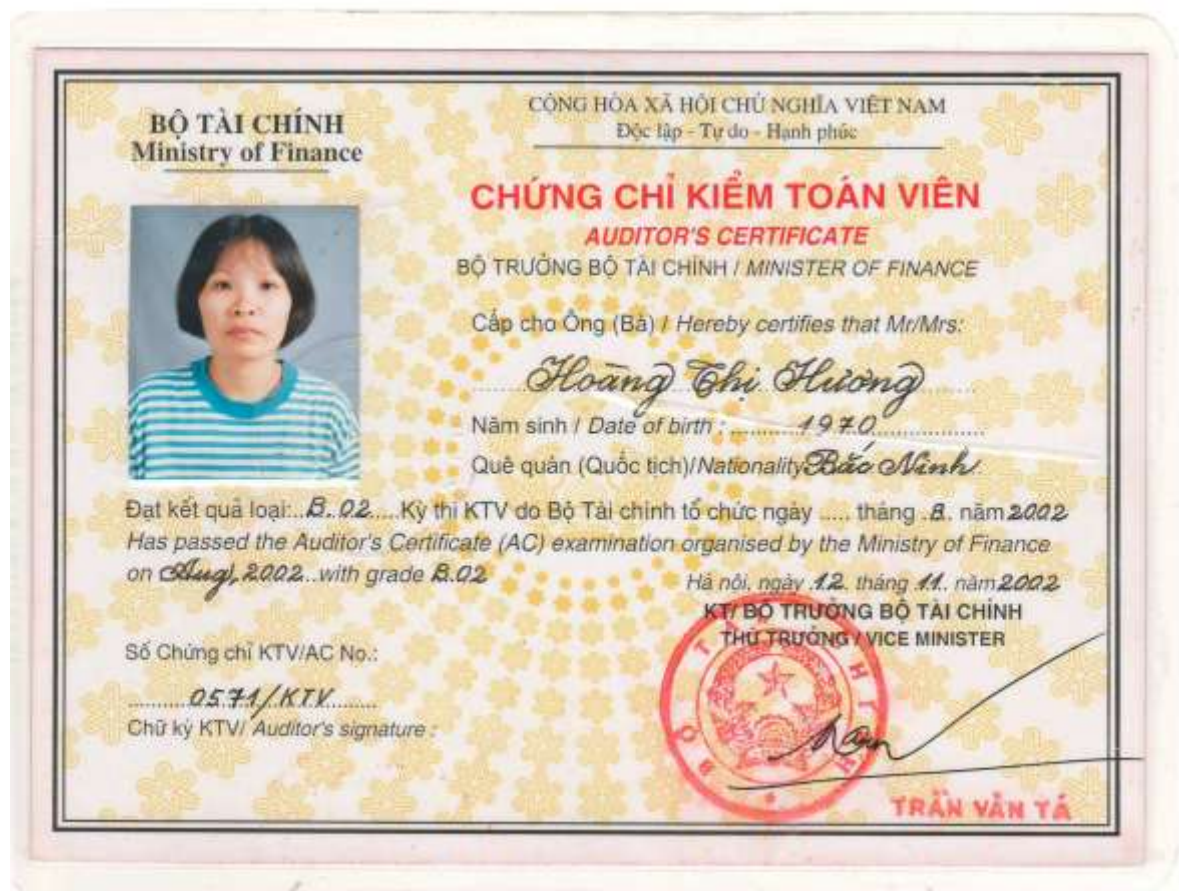 BỘ TÀI CHÍNH
Ministry of Finance
CỘNG HÒA XÃ HỘI CHỦ NGHĨA VIỆT NAM
Độc lập - Tự do - Hạnh phúc
CHỨNG CHỈ KIỂM TOÁN VIÊN
AUDITOR'S CERTIFICATE
BỘ TRƯỞNG BỘ TÀI CHÍNH / MINISTER OF FINANCE
Cấp cho Ông (Bà) / Hereby certifies that Mr/Mrs:
Hoàng Thị Hương
Năm sinh / Date of birth : 1970
Quê quán (Quốc tịch)/Nationality Bắc Ninh
Đạt kết quả loại: B.02 Kỳ thi KTV do Bộ Tài chính tổ chức ngày ..... tháng 8 năm 2002
Has passed the Auditor's Certificate (AC) examination organised by the Ministry of Finance
on Aug, 2002 with grade B.02
Hà nội, ngày 12 tháng 11 năm 2002
KT/ BỘ TRƯỞNG BỘ TÀI CHÍNH
THỨ TRƯỞNG / VICE MINISTER
Số Chứng chỉ KTV/AC No.:
0571/KTV
Chữ ký KTV/ Auditor's signature :
BỘ TÀI CHÍNH
TRẦN VĂN TÁ